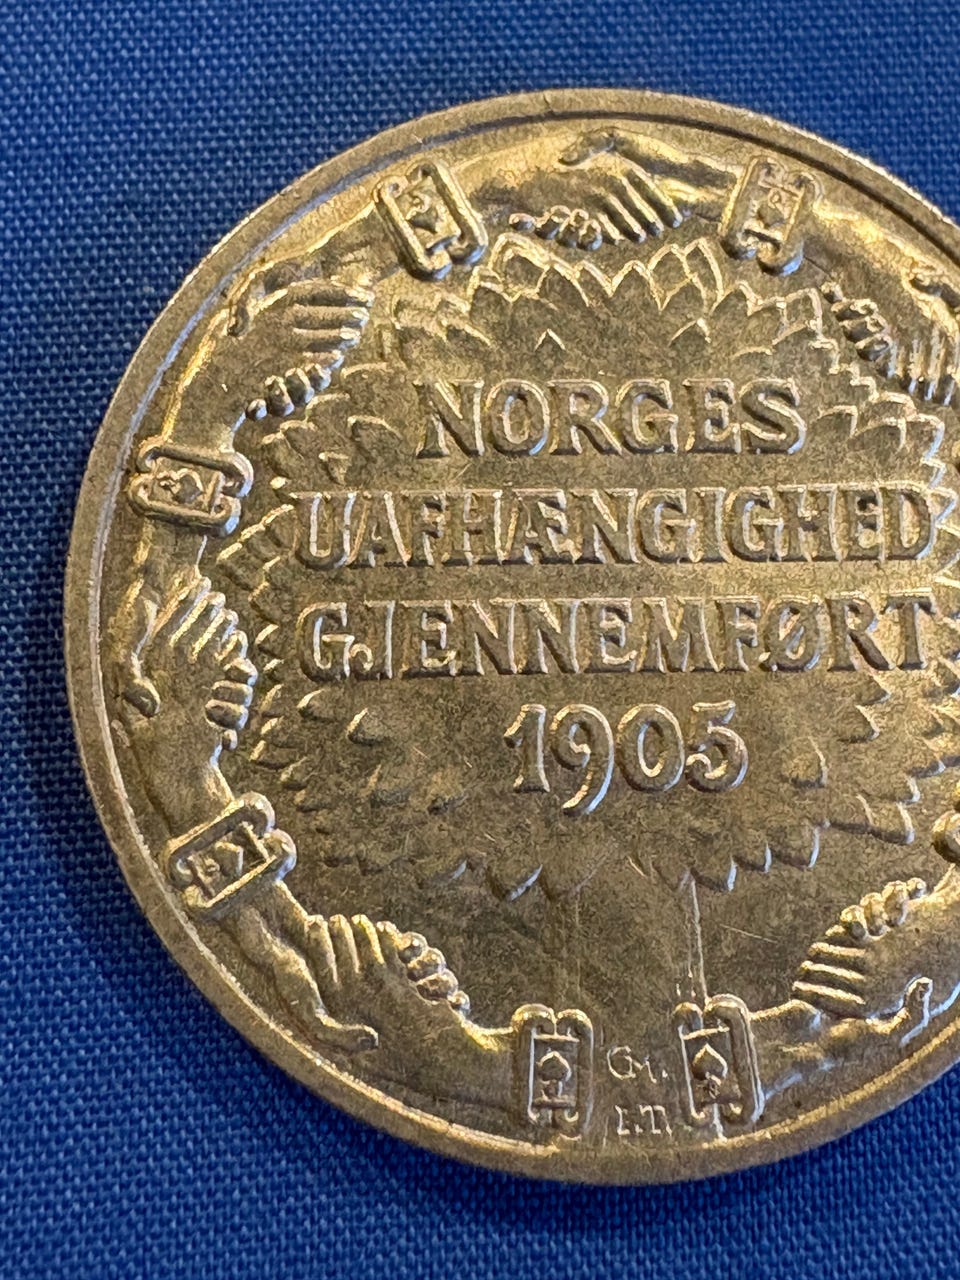 NORGES
UAFHÆNGIGHED
GJENNEMFØRT
1905
I.T.